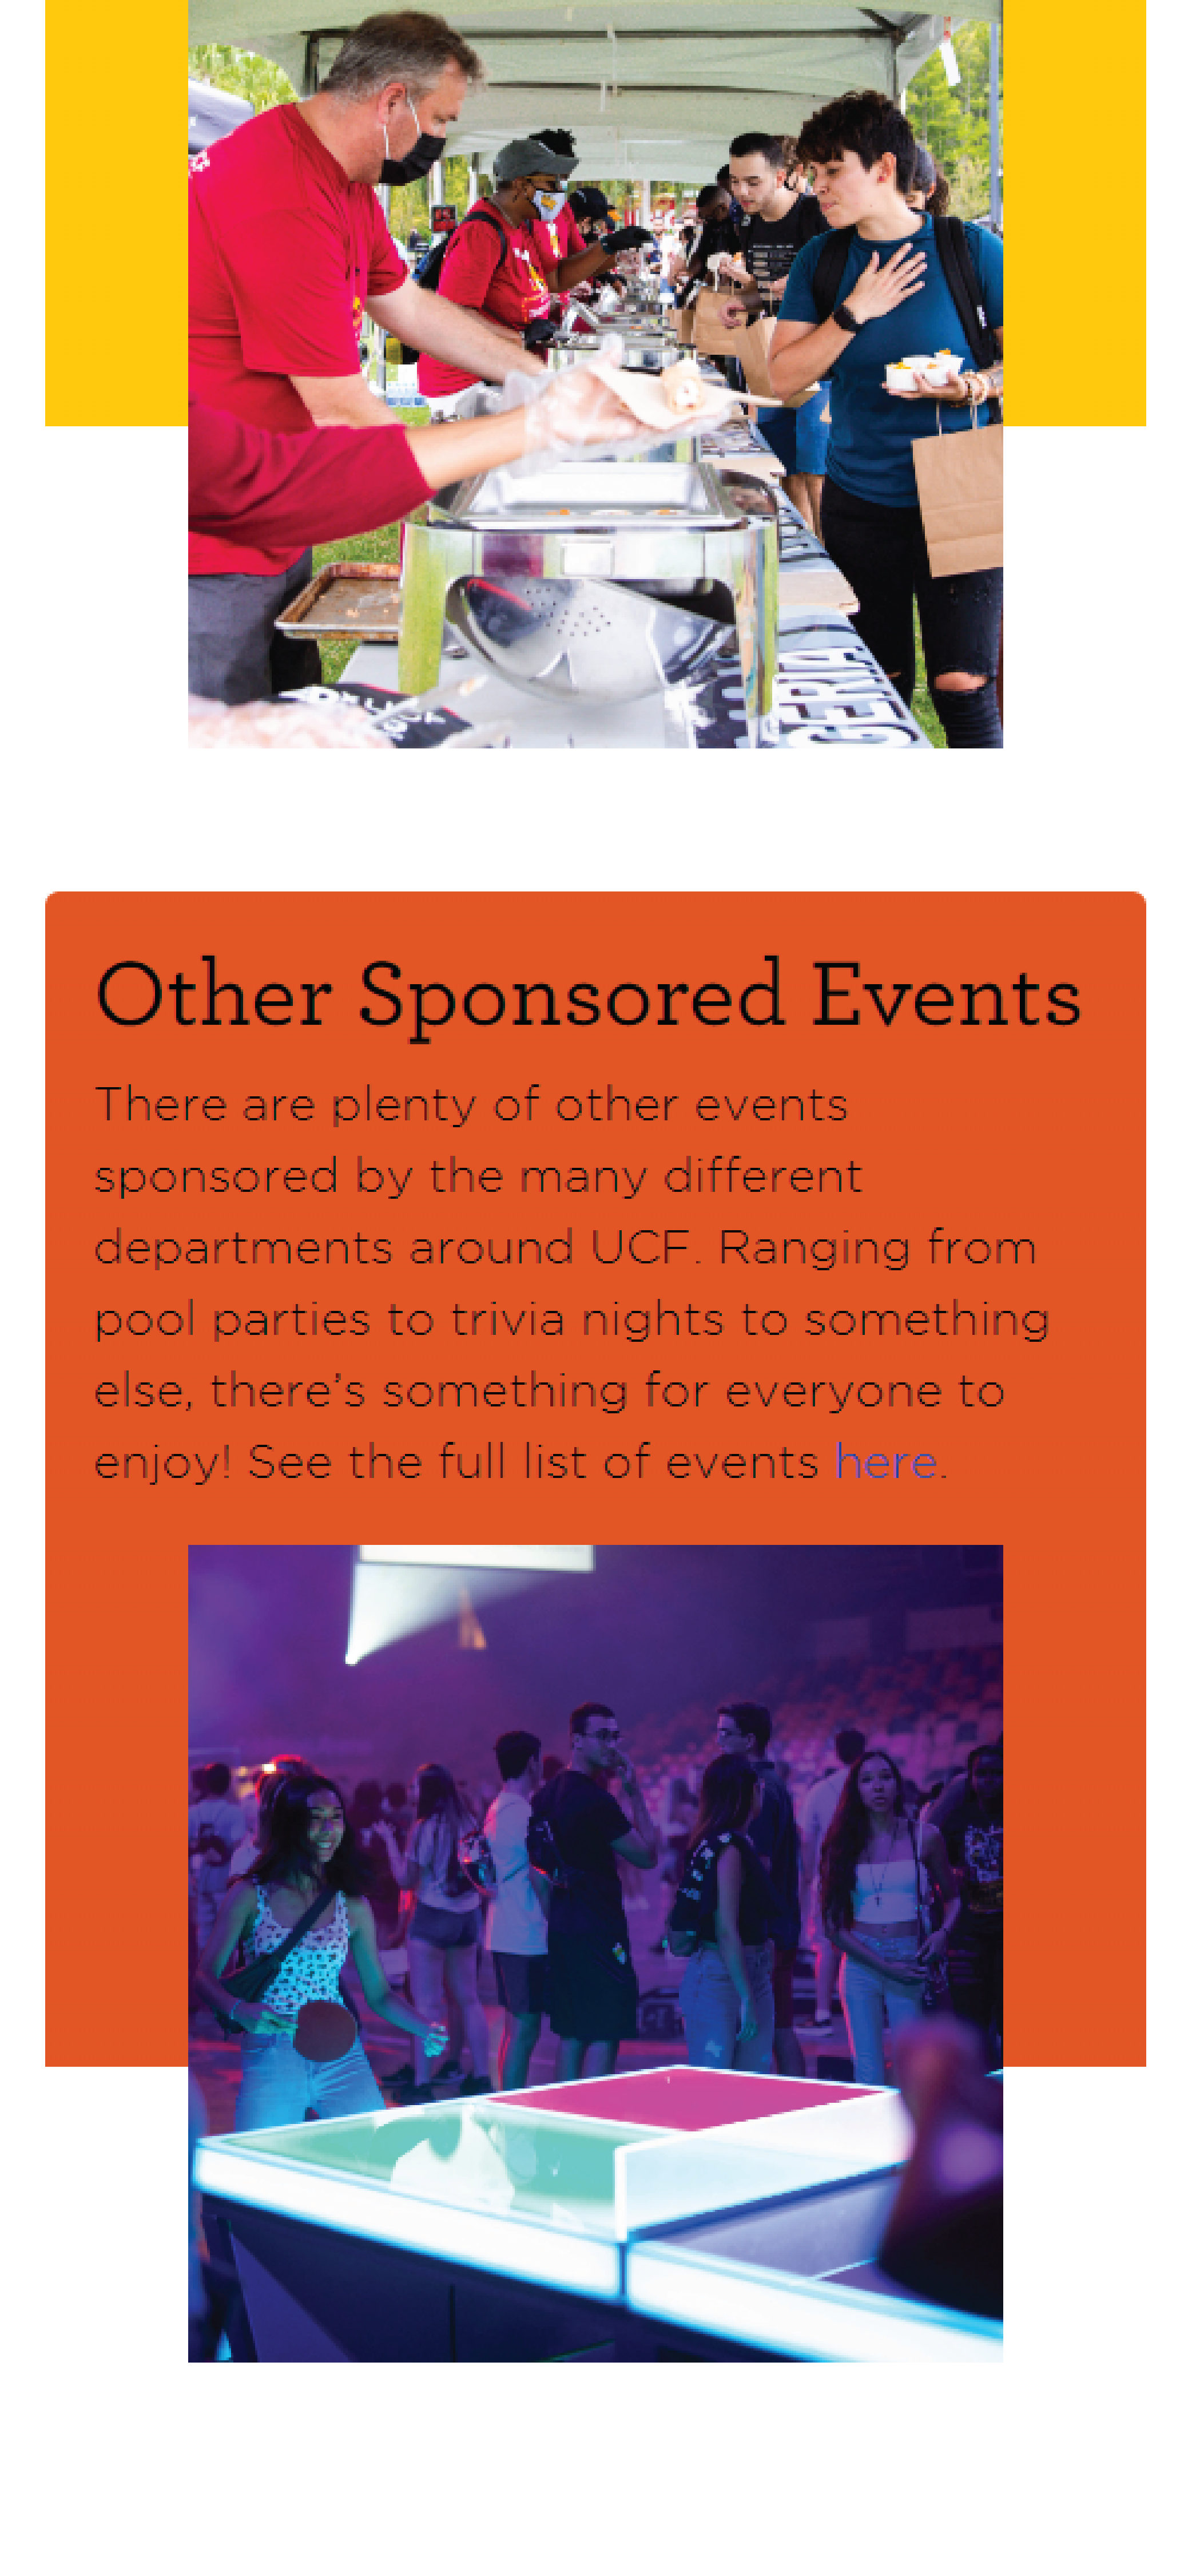 Other Sponsored Events
There are plenty of other events
sponsored by the many different
departments around UCF. Ranging from
pool parties to trivia nights to something
else, there's something for everyone to
enjoy! See the full list of events here.